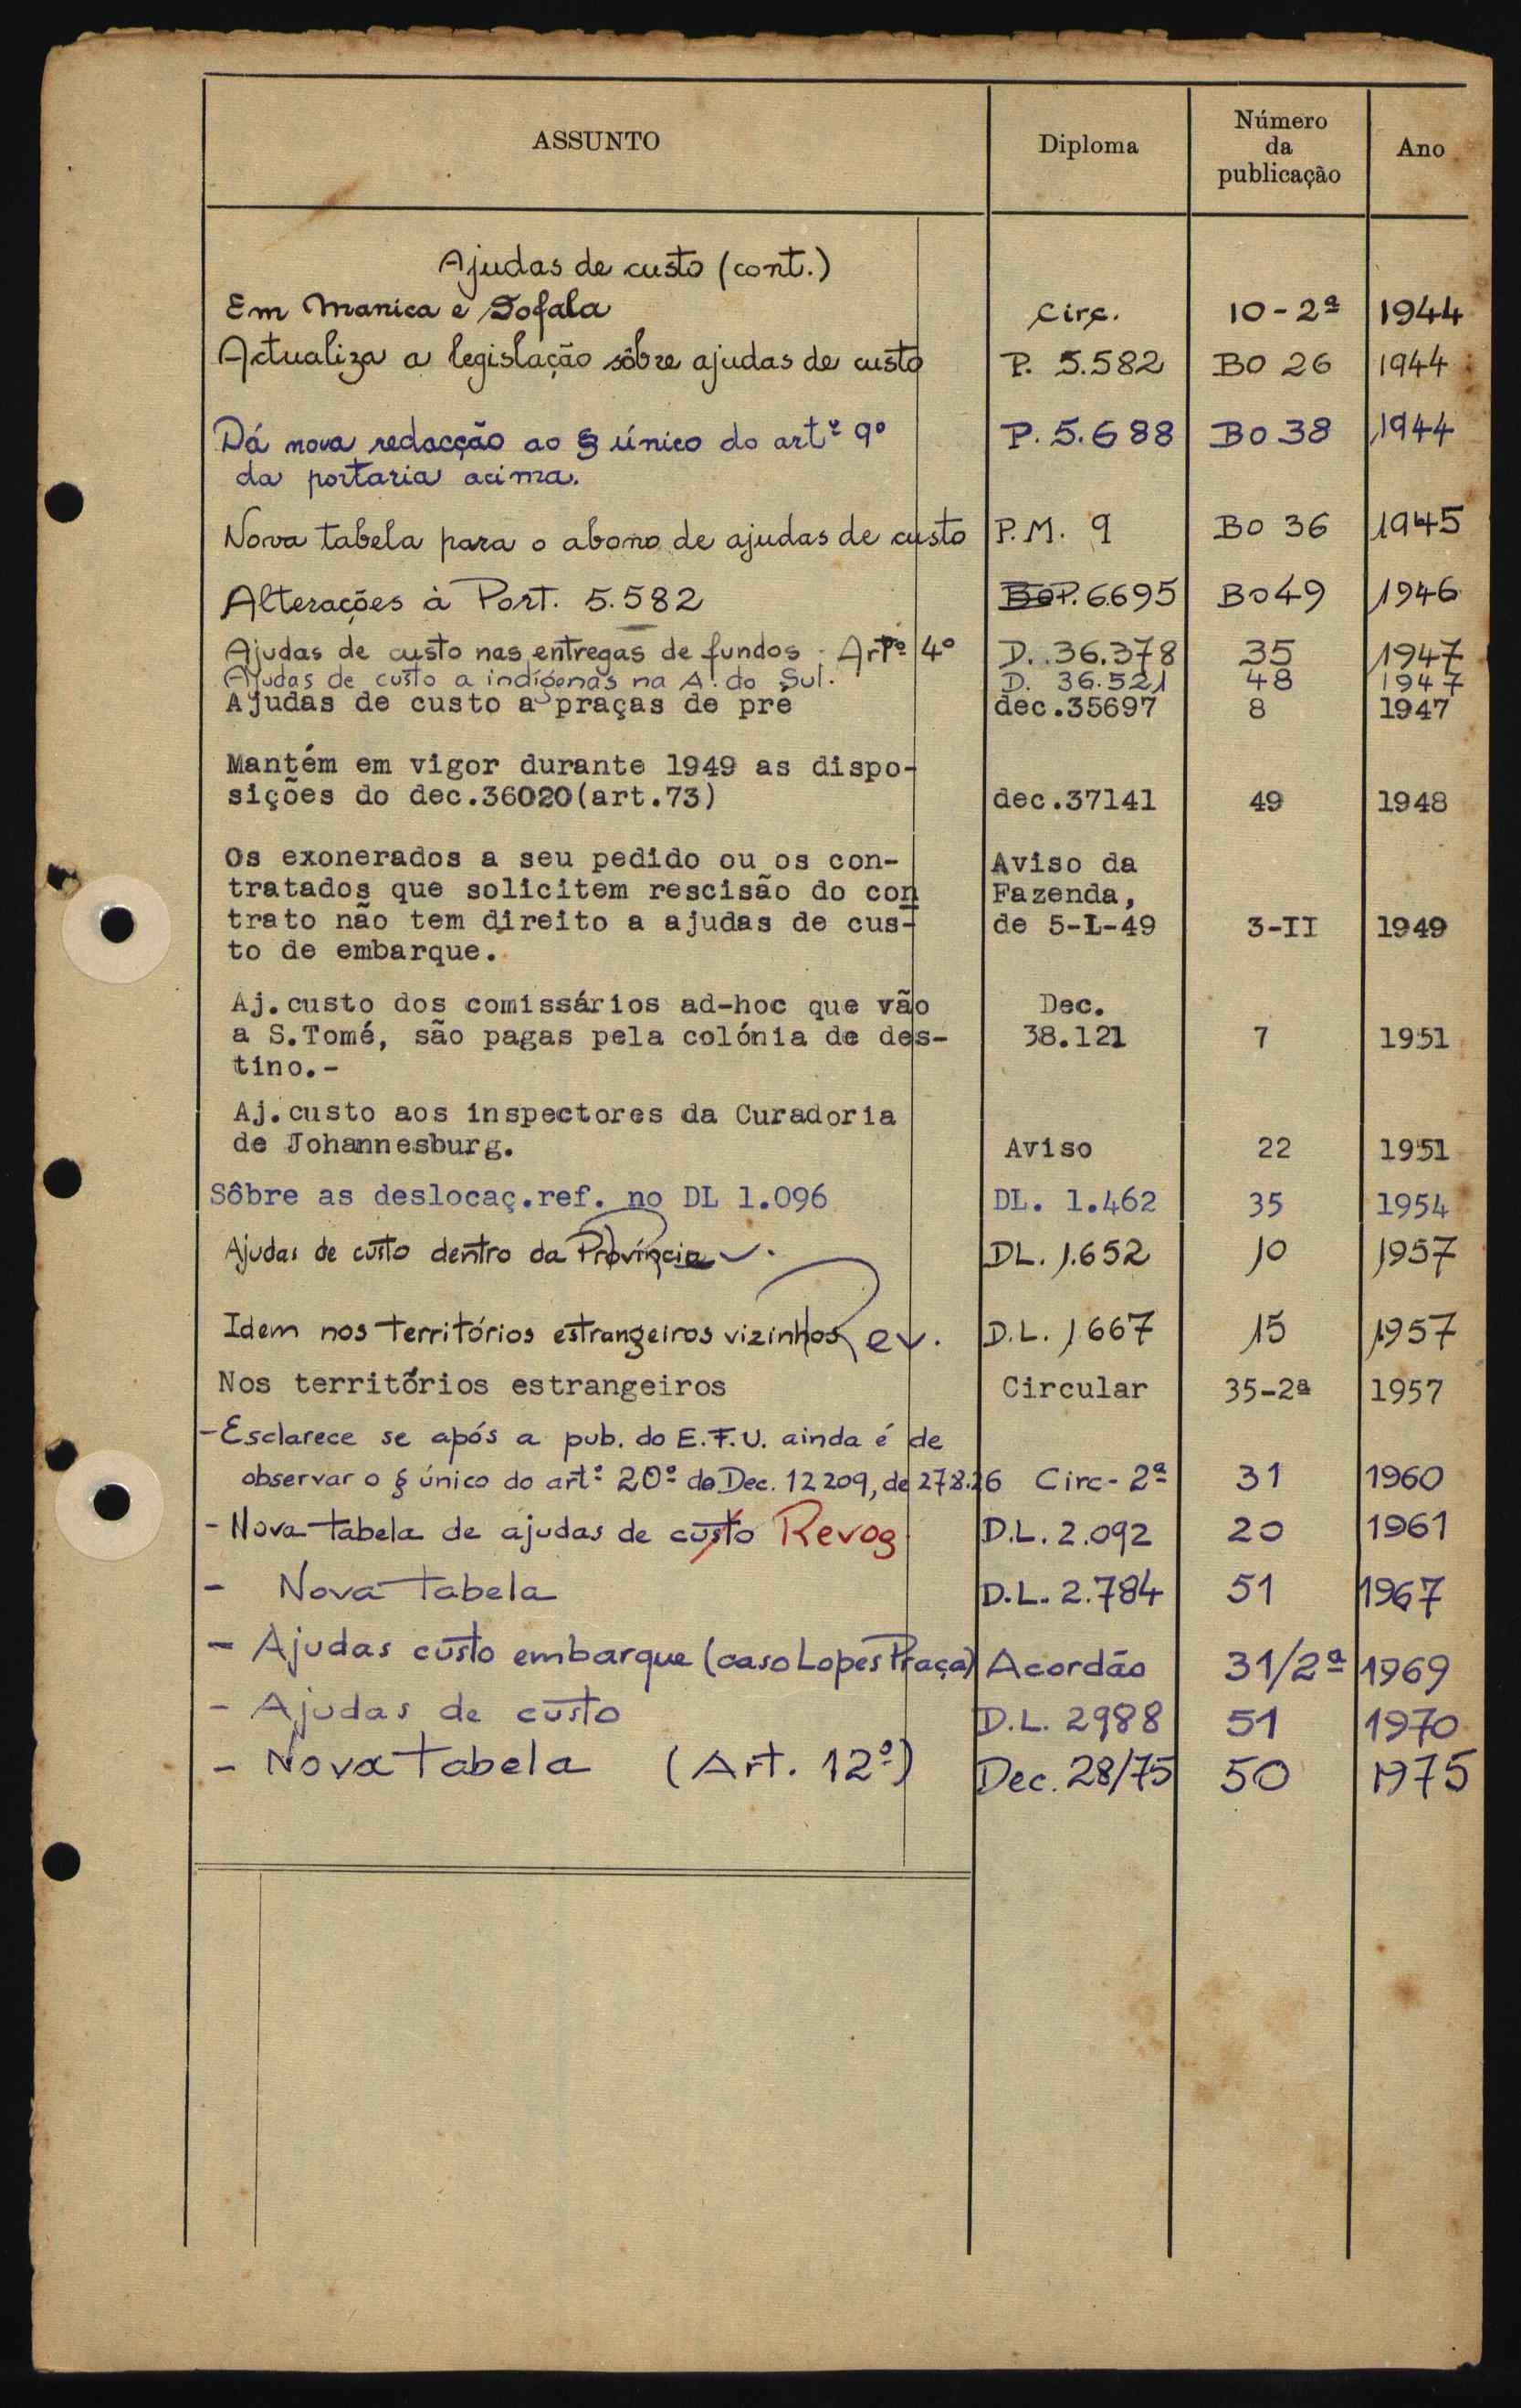 ASSUNTO Diploma Número da publicação Ano
Ajudas de custo (cont.)
Em Manica e Sofala Circ. 10-2ª 1944
Actualiza a legislação sôbre ajudas de custo P. 5.582 BO 26 1944
Dá nova redacção ao § único do artº 9º P. 5.688 BO 38 1944
da portaria acima.
Nova tabela para o abono de ajudas de custo P.M. 9 BO 36 1945
Alterações à Port. 5.582 BO P. 6695 BO 49 1946
Ajudas de custo nas entregas de fundos - Artº 4º D. 36.378 35 1947
Ajudas de custo a indígenas na A. do Sul. D. 36.521 48 1947
Ajudas de custo a praças de pré dec.35697 8 1947
Mantém em vigor durante 1949 as dispo-
sições do dec.36020(art.73) dec.37141 49 1948
Os exonerados a seu pedido ou os con- Aviso da
tratados que solicitem rescisão do con Fazenda,
trato não tem direito a ajudas de cus- de 5-I-49 3-II 1949
to de embarque.
Aj.custo dos comissários ad-hoc que vão Dec.
a S.Tomé, são pagas pela colónia de des- 38.121 7 1951
tino.-
Aj.custo aos inspectores da Curadoria
de Johannesburg. Aviso 22 1951
Sôbre as deslocaç.ref. no DL 1.096 DL. 1.462 35 1954
Ajudas de custo dentro da Província DL. 1.652 10 1957
Idem nos territórios estrangeiros vizinhos Rev. D.L. 1667 15 1957
Nos territórios estrangeiros Circular 35-2ª 1957
- Esclarece se após a pub. do E.F.U. ainda é de
observar o § único do artº 20º do Dec. 12209, de 27.8.26 Circ - 2ª 31 1960
- Nova tabela de ajudas de custo Revog D.L. 2.092 20 1961
- Nova tabela D.L. 2.784 51 1967
- Ajudas custo embarque (caso Lopes Praça) Acordão 31/2ª 1969
- Ajudas de custo D.L. 2988 51 1970
- Nova tabela (Art. 12º) Dec. 28/75 50 1975